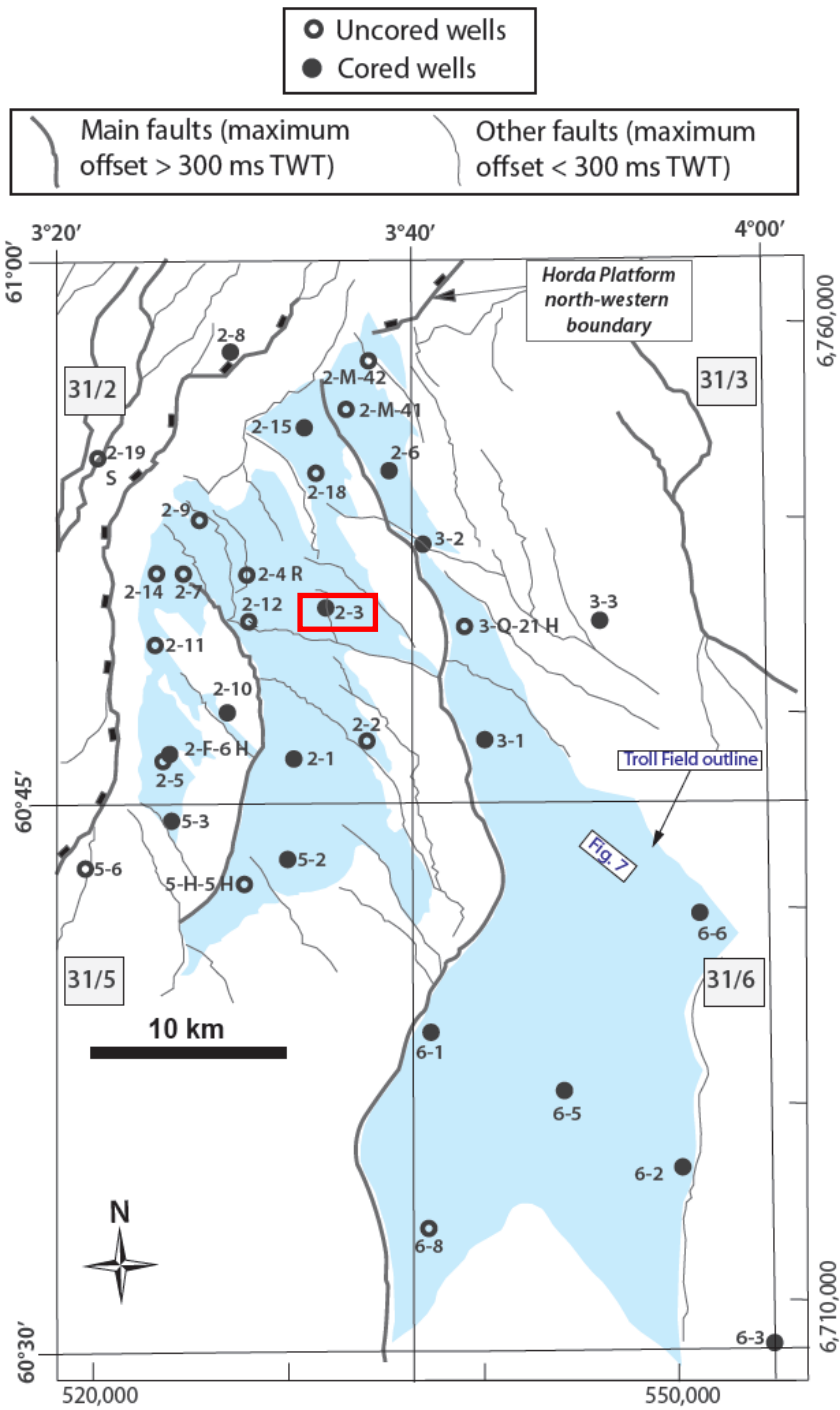 Uncored wells
Cored wells
Main faults (maximum
offset > 300 ms TWT)
Other faults (maximum
offset < 300 ms TWT)
3°20′
3°40′
4°00′
61°00′
Horda Platform
north-western
boundary
6,760,000
2-8
31/2
2-M-42
31/3
2-M-41
2-15
2-19
S
2-6
2-18
2-9
3-2
2-14
2-7
2-4 R
2-12
2-3
3-Q-21 H
3-3
2-11
2-10
2-2
3-1
2-F-6 H
2-5
2-1
Troll Field outline
60°45′
5-3
5-6
5-2
Fig. 7
5-H-5 H
6-6
31/5
31/6
10 km
6-1
6-5
6-2
N
6-8
6,710,000
6-3
60°30′
520,000
550,000